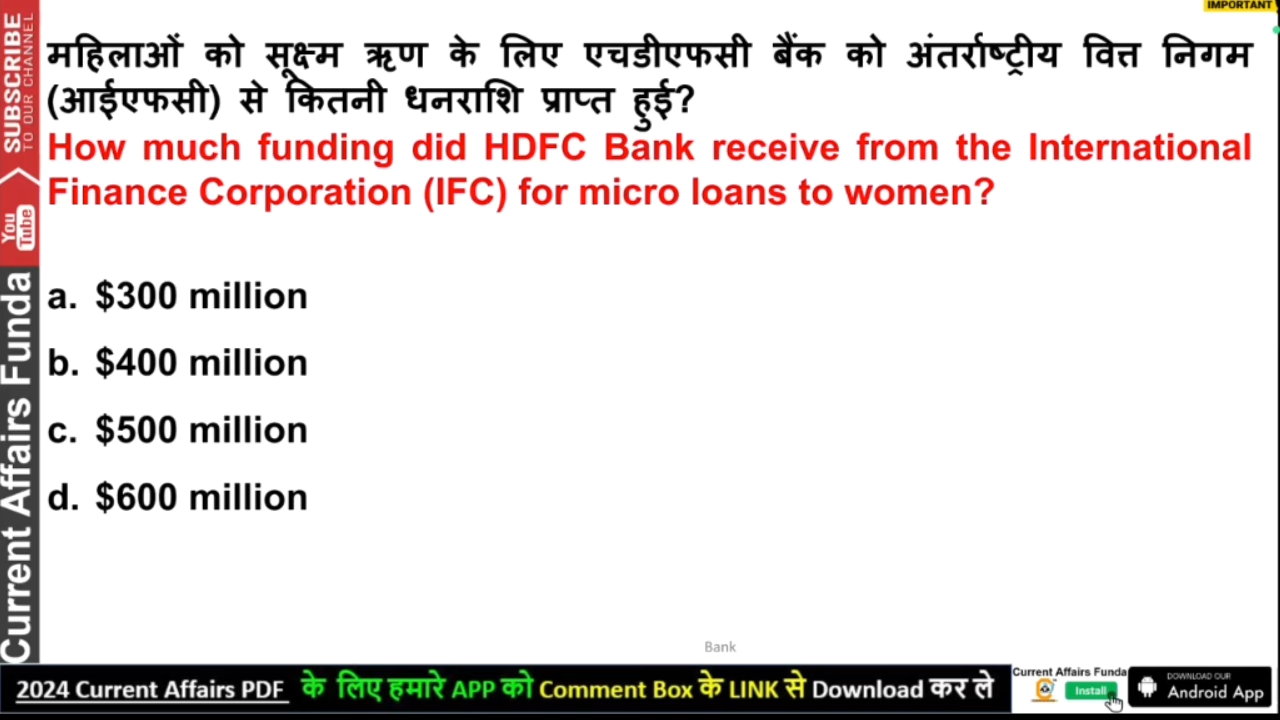 IMPORTANT
SUBSCRIBE
TO OUR CHANNEL
You
Tube
Current Affairs Funda
महिलाओं को सूक्ष्म ऋण के लिए एचडीएफसी बैंक को अंतर्राष्ट्रीय वित्त निगम
(आईएफसी) से कितनी धनराशि प्राप्त हुई?
How much funding did HDFC Bank receive from the International
Finance Corporation (IFC) for micro loans to women?
a. $300 million
b. $400 million
c. $500 million
d. $600 million
Bank
2024 Current Affairs PDF के लिए हमारे APP को Comment Box के LINK से Download कर ले
Current Affairs Funda
Install
DOWNLOAD OUR
Android App